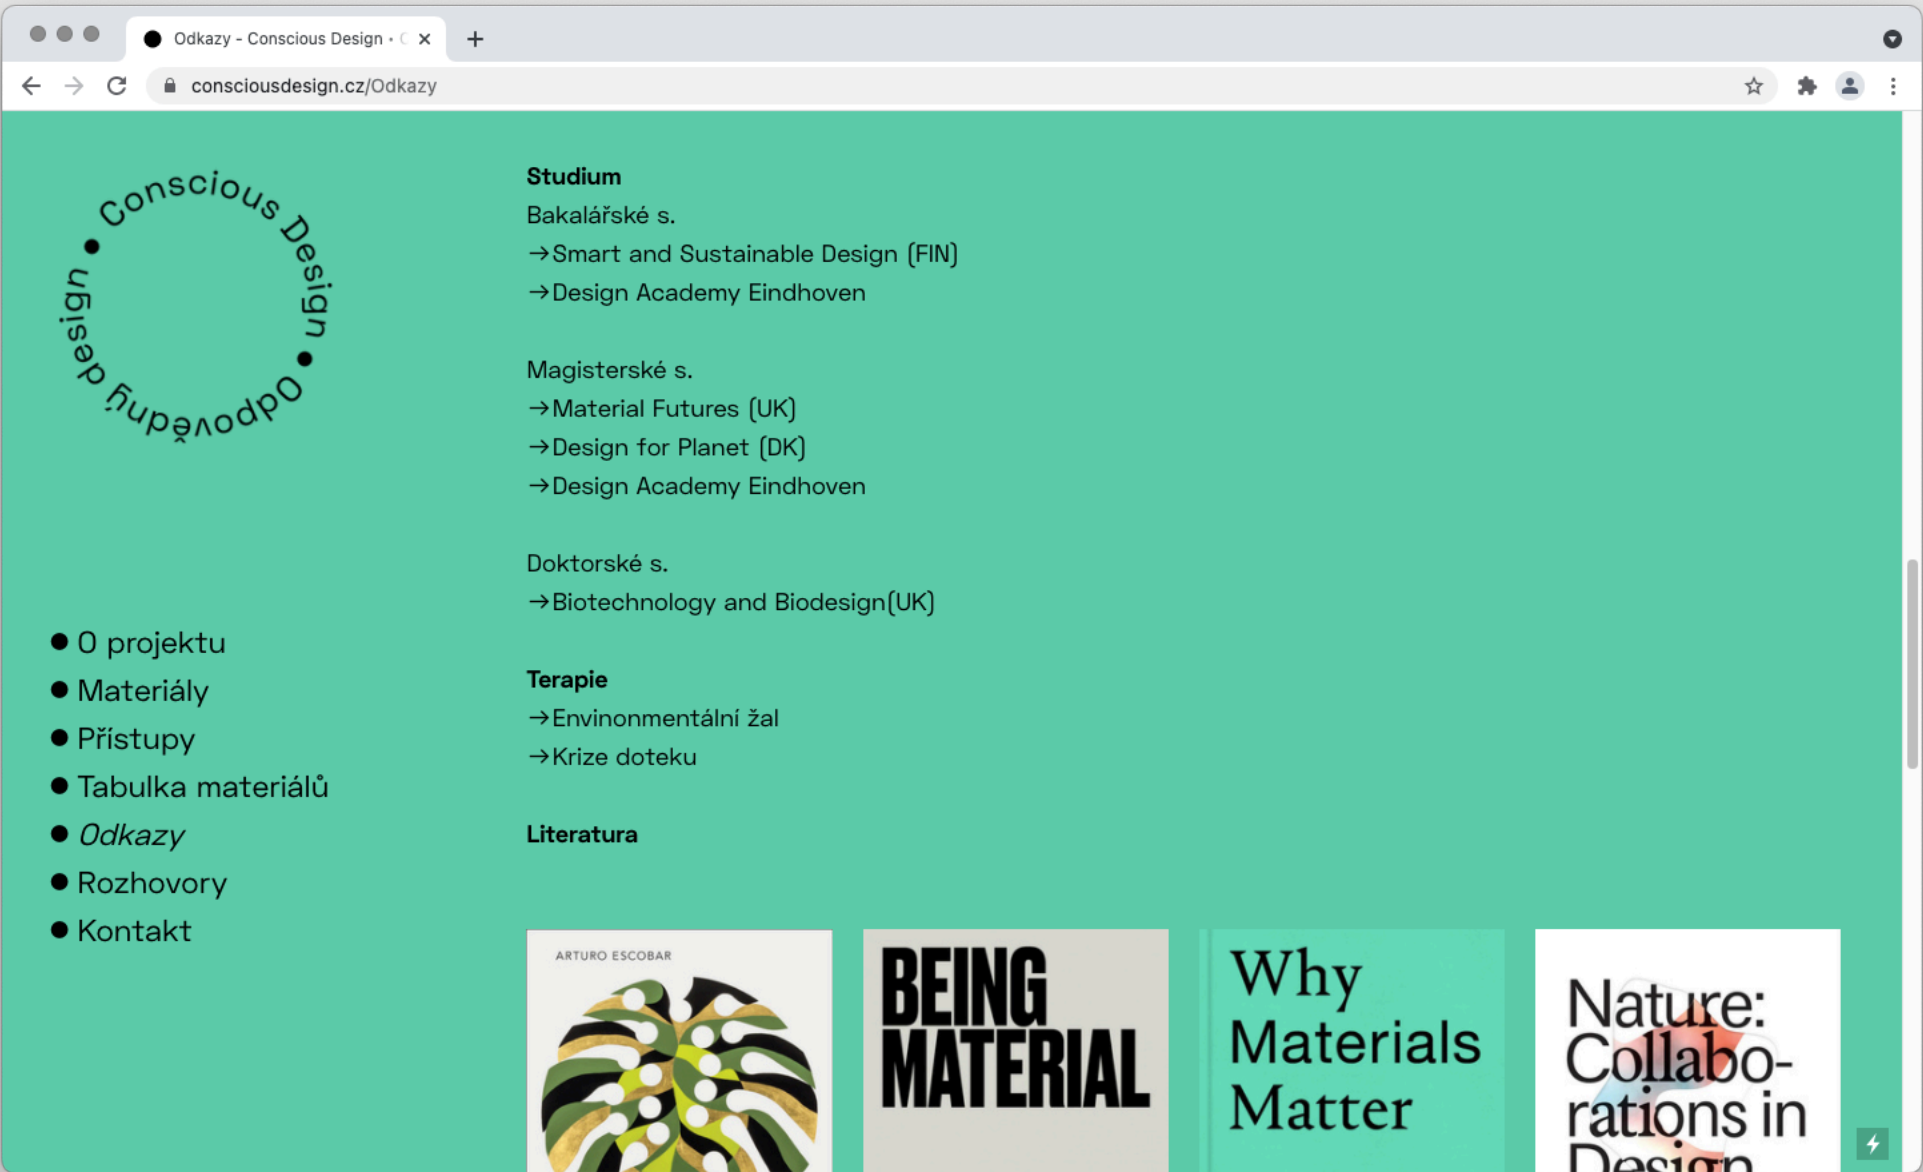 Odkazy - Conscious Design •
consciousdesign.cz/Odkazy
Conscious Design • Odpovědný design •
O projektu
Materiály
Přístupy
Tabulka materiálů
Odkazy
Rozhovory
Kontakt
Studium
Bakalářské s.
→Smart and Sustainable Design (FIN)
→Design Academy Eindhoven
Magisterské s.
→Material Futures (UK)
→Design for Planet (DK)
→Design Academy Eindhoven
Doktorské s.
→Biotechnology and Biodesign(UK)
Terapie
→Envinonmentální žal
→Krize doteku
Literatura
ARTURO ESCOBAR
BEING
MATERIAL
Why
Materials
Matter
Nature:
Collabo-
rations in
Design